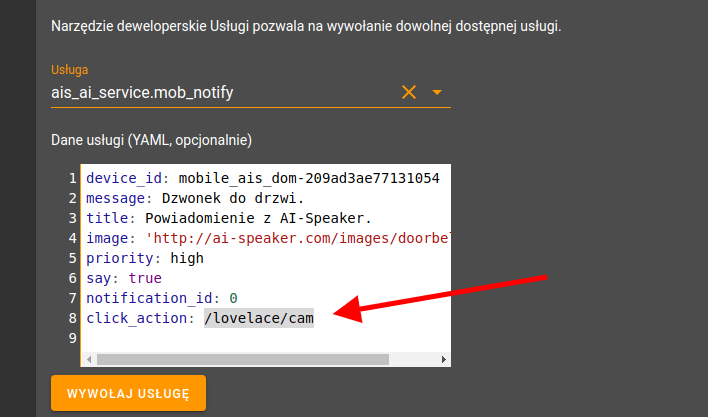 Narzędzie deweloperskie Usługi pozwala na wywołanie dowolnej dostępnej usługi.
Usługa
ais_ai_service.mob_notify
Dane usługi (YAML, opcjonalnie)
1 device_id: mobile_ais_dom-209ad3ae77131054
2 message: Dzwonek do drzwi.
3 title: Powiadomienie z AI-Speaker.
4 image: 'http://ai-speaker.com/images/doorbe
5 priority: high
6 say: true
7 notification_id: 0
8 click_action: /lovelace/cam
9
WYWOŁAJ USŁUGĘ